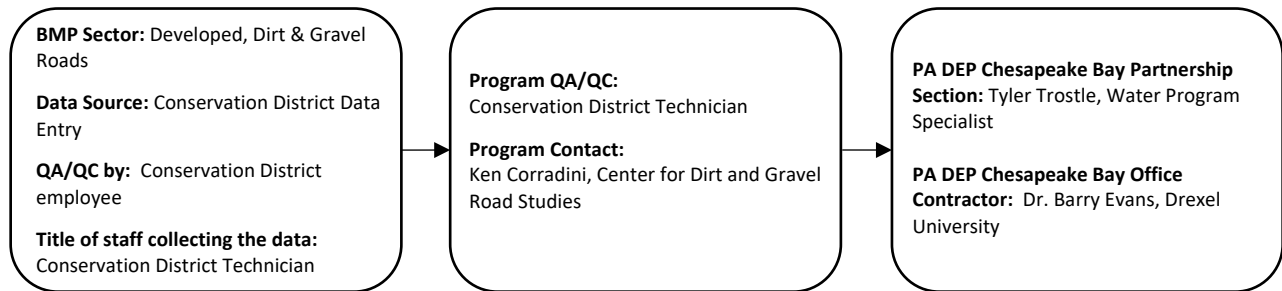 BMP Sector: Developed, Dirt & Gravel
Roads
Data Source: Conservation District Data
Entry
QA/QC by: Conservation District
employee
Title of staff collecting the data:
Conservation District Technician
Program QA/QC:
Conservation District Technician
Program Contact:
Ken Corradini, Center for Dirt and Gravel
Road Studies
PA DEP Chesapeake Bay Partnership
Section: Tyler Trostle, Water Program
Specialist
PA DEP Chesapeake Bay Office
Contractor: Dr. Barry Evans, Drexel
University